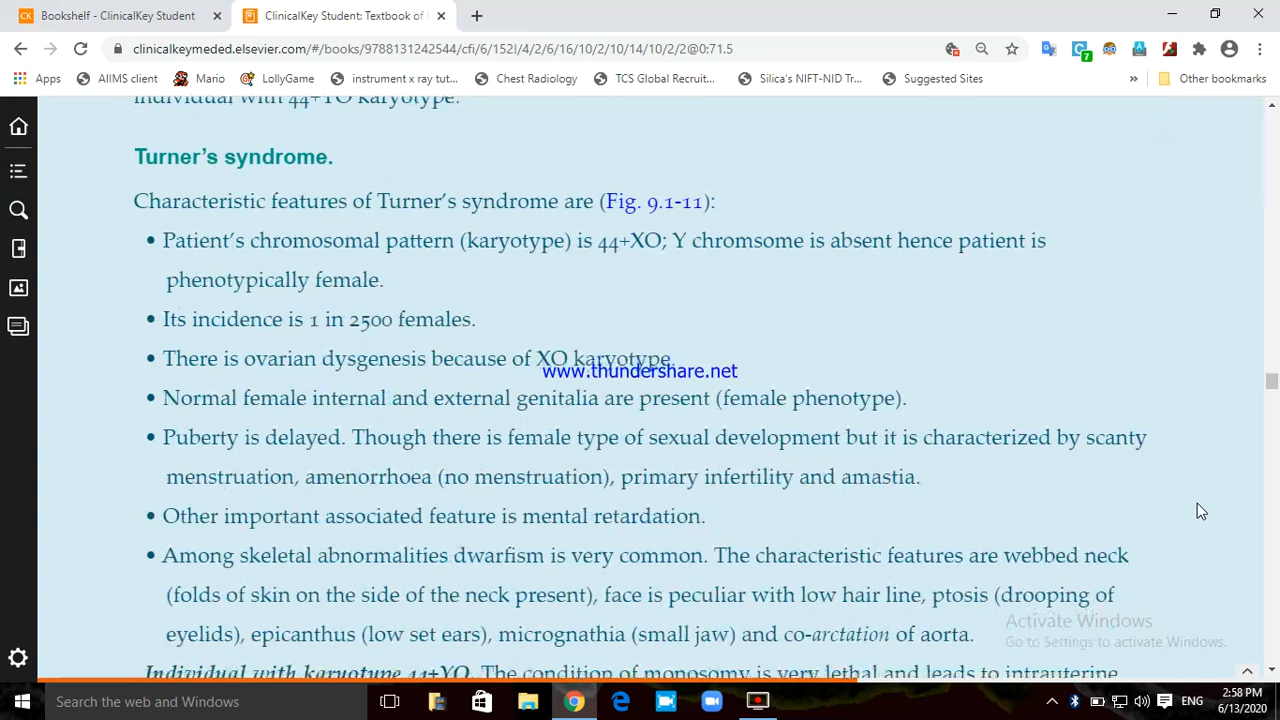 Bookshelf - ClinicalKey Student
Textbook of
ClinicalKey Student: Textbook of
clinicalkeymeded.elsevier.com/#/books/9788131242544/cfi/6/152!/4/2/6/16/10/2/10/14/10/2/2@0:71.5
7
Apps
AIIMS client
Mario
LollyGame
instrument x ray tut...
Chest Radiology
TCS Global Recruit...
Silica's NIFT-NID Tr...
Suggested Sites
»
Other bookmarks
individual with 44+YO karyotype.
Turner's syndrome.
Characteristic features of Turner's syndrome are (Fig. 9.1-11):
• Patient's chromosomal pattern (karyotype) is 44+XO; Y chromsome is absent hence patient is
phenotypically female.
• Its incidence is 1 in 2500 females.
• There is ovarian dysgenesis because of XO karyotype.
www.thundershare.net
• Normal female internal and external genitalia are present (female phenotype).
• Puberty is delayed. Though there is female type of sexual development but it is characterized by scanty
menstruation, amenorrhoea (no menstruation), primary infertility and amastia.
• Other important associated feature is mental retardation.
• Among skeletal abnormalities dwarfism is very common. The characteristic features are webbed neck
(folds of skin on the side of the neck present), face is peculiar with low hair line, ptosis (drooping of
eyelids), epicanthus (low set ears), micrognathia (small jaw) and co-arctation of aorta.
Activate Windows
Go to Settings to activate Windows.
Individual with karyotype 44+YO. The condition of monosomy is very lethal and leads to intrauterine
Search the web and Windows
ENG
2:58 PM
6/13/2020